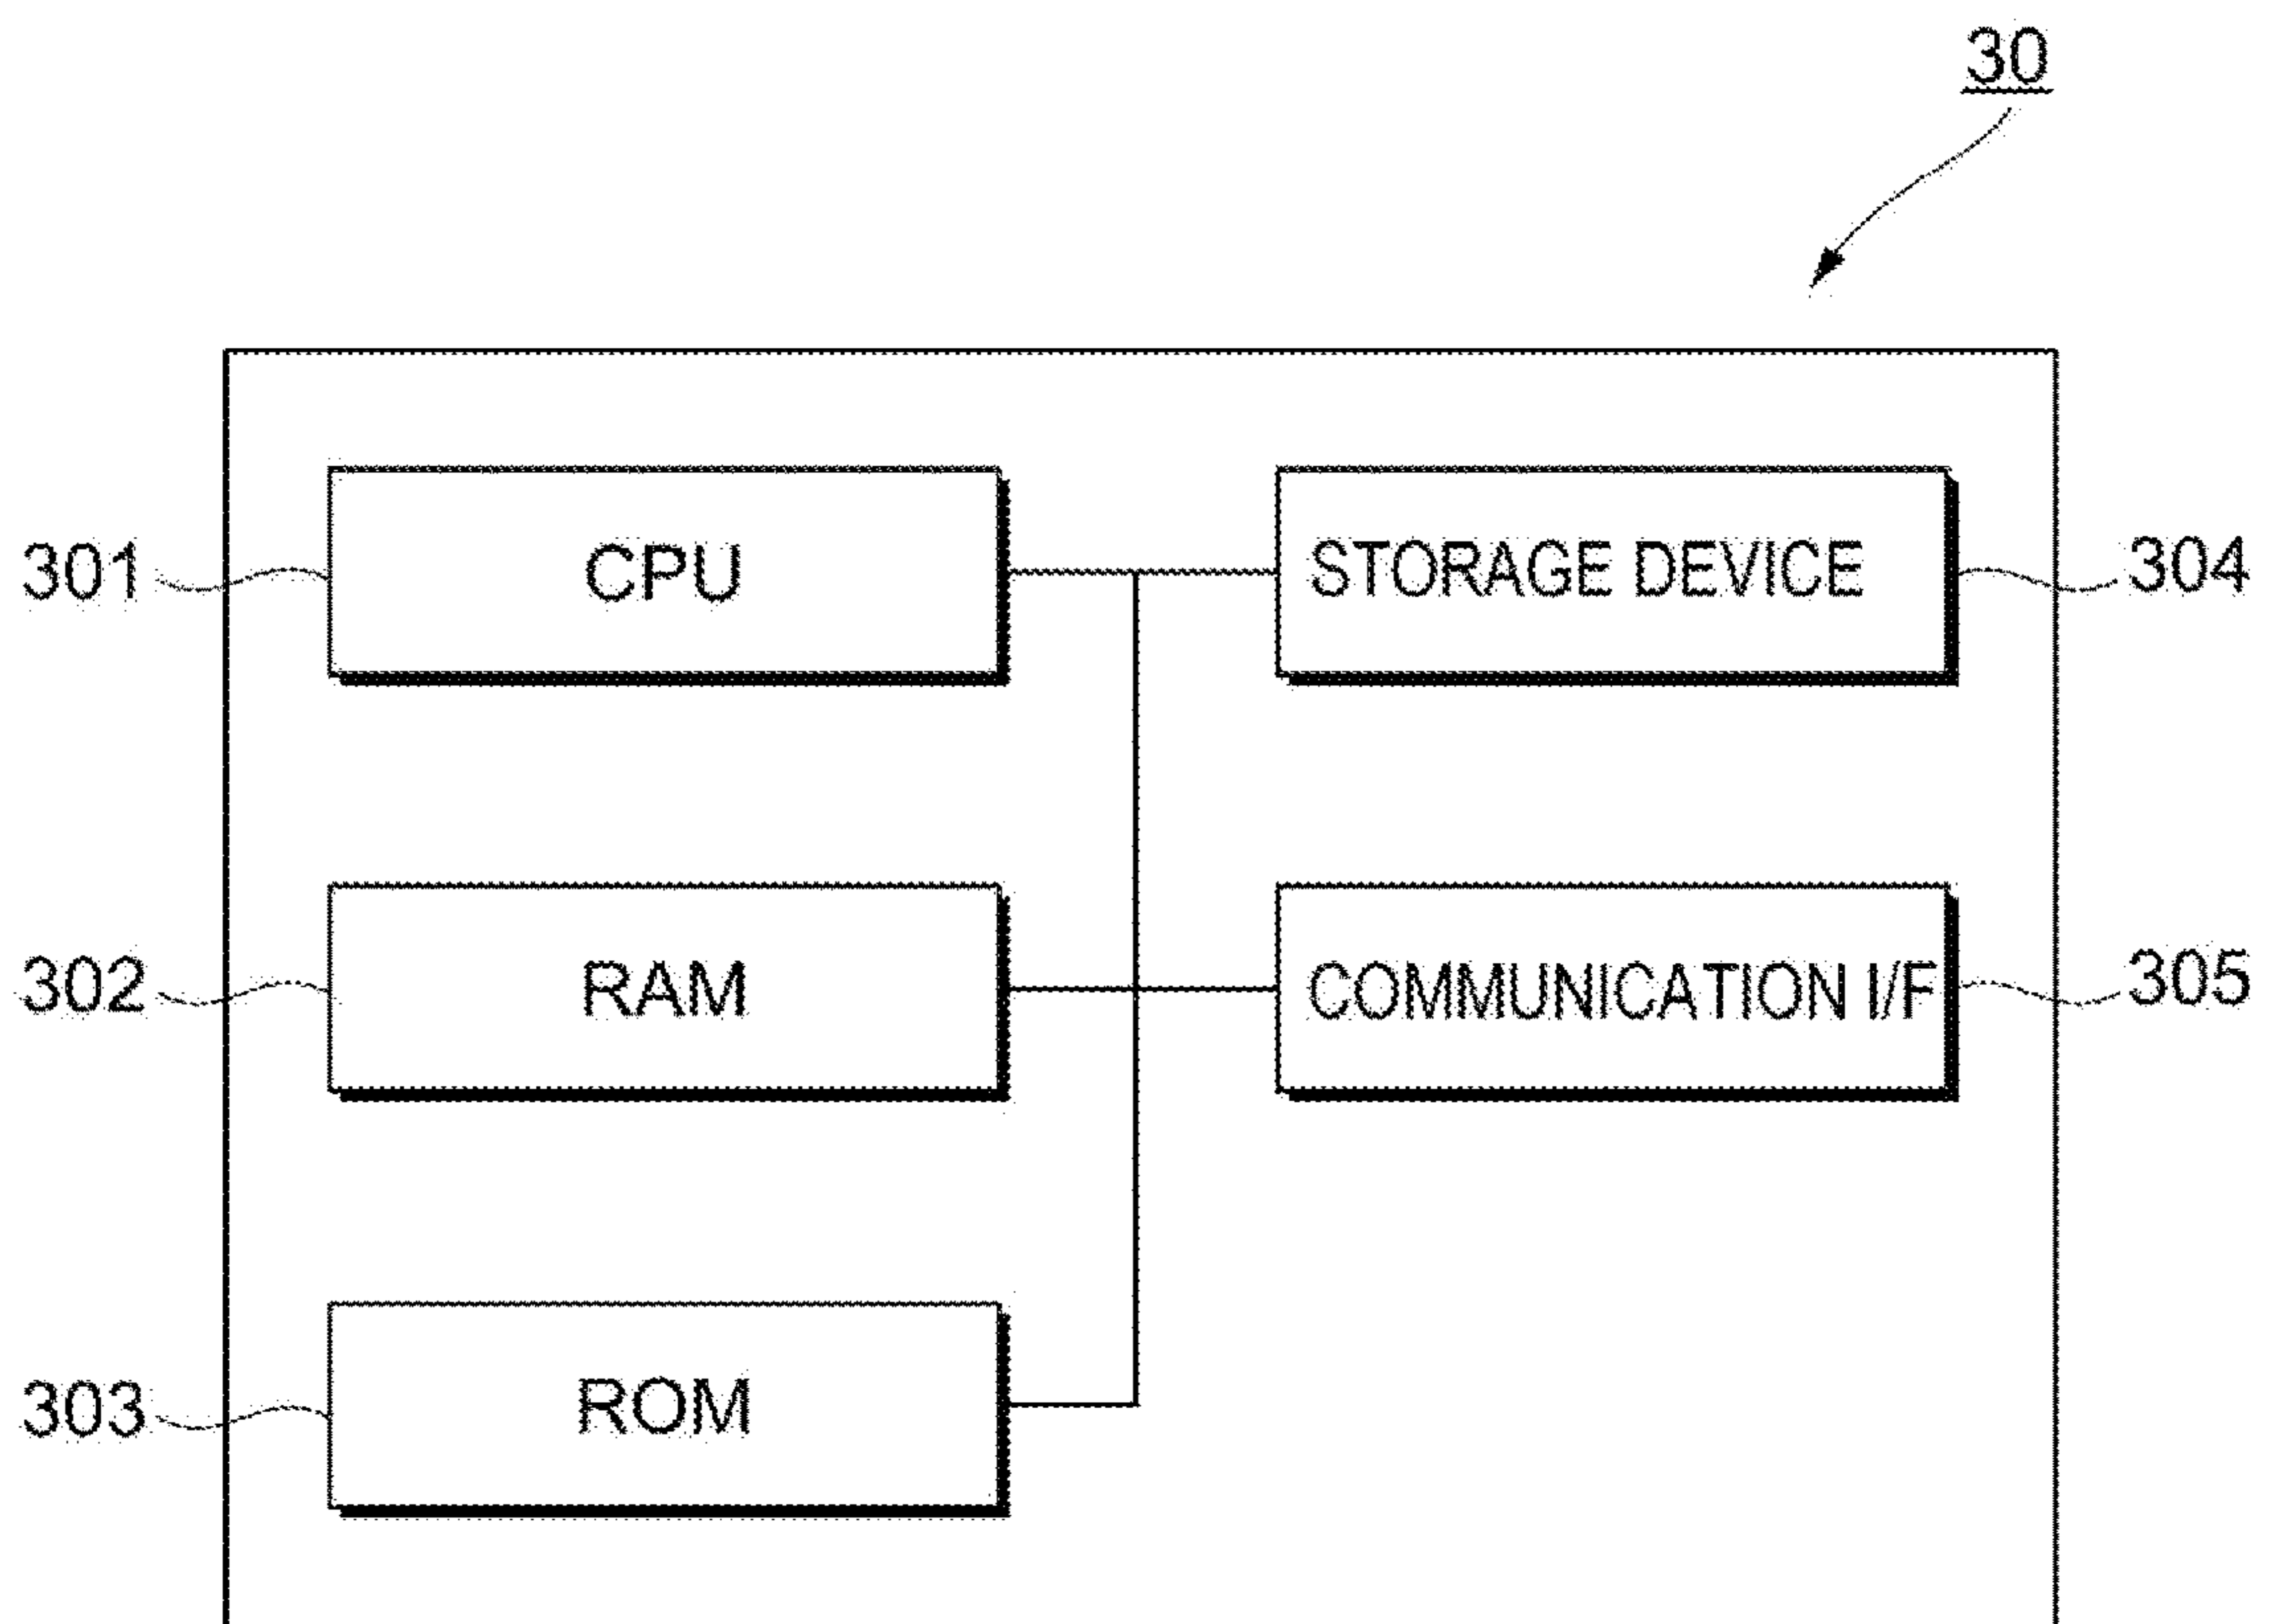 30
301 CPU STORAGE DEVICE 304
302 RAM COMMUNICATION I/F 305
303 ROM